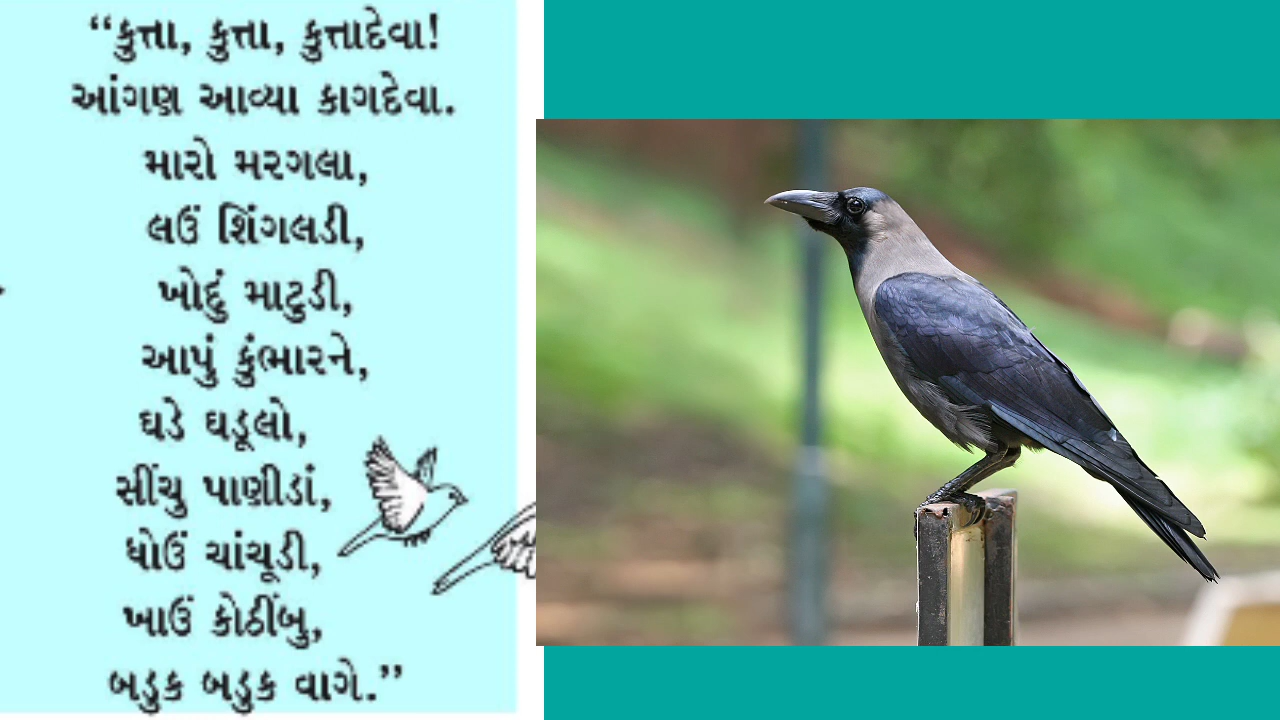 “કુત્તા, કુત્તા, કુત્તાદેવા!
આંગણ આવ્યા કાગદેવા.
મારો મરગલા,
લઉં શિંગલડી,
ખોદું માટુડી,
આપું કુંભારને,
ઘડે ઘડૂલો,
સીંચુ પાણીડાં,
ધોઉં ચાંચૂડી,
ખાઉં કોઠીંબુ,
બડુક બડુક વાગે.”